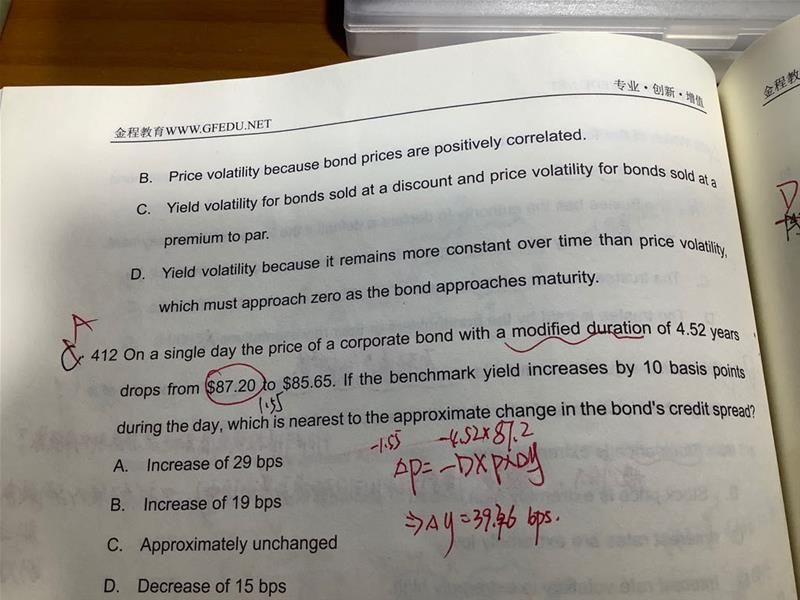 金程教育WWW.GFEDU.NET
专业·创新·增值
金程教
B. Price volatility because bond prices are positively correlated.
C. Yield volatility for bonds sold at a discount and price volatility for bonds sold at a
premium to par.
D. Yield volatility because it remains more constant over time than price volatility,
which must approach zero as the bond approaches maturity.
A
412 On a single day the price of a corporate bond with a modified duration of 4.52 years
drops from $87.20 to $85.65. If the benchmark yield increases by 10 basis points
1.55
during the day, which is nearest to the approximate change in the bond's credit spread?
-1.55 -4.52×87.2
A. Increase of 29 bps
ΔP = -D×P×Δy
B. Increase of 19 bps
⇒ Δy = 39.36 bps.
C. Approximately unchanged
D. Decrease of 15 bps